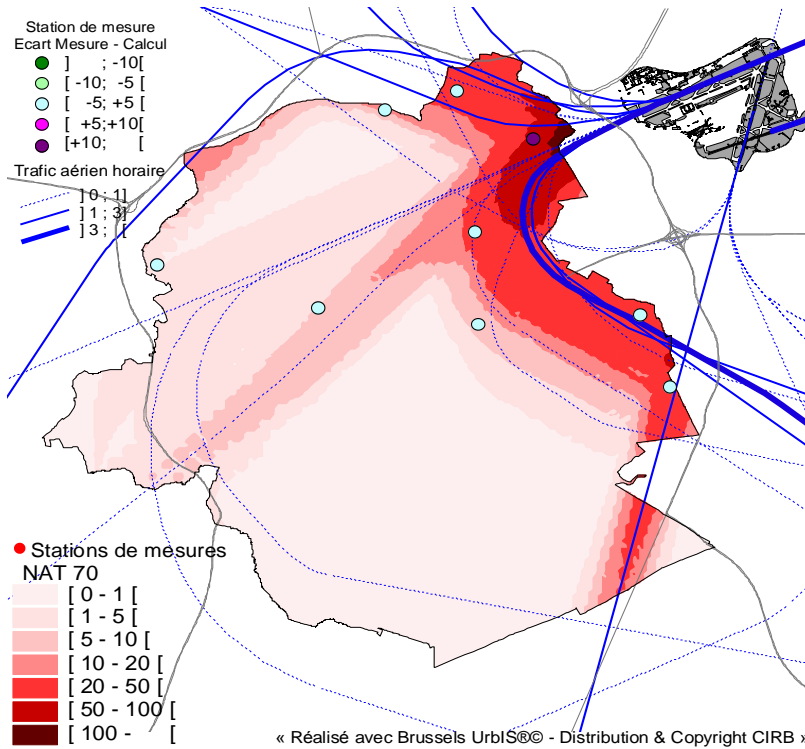 Station de mesure
Ecart Mesure - Calcul
] ; -10[
[ -10; -5 [
[ -5; +5 [
[ +5;+10[
[+10; [
Trafic aérien horaire
] 0 ; 1]
] 1 ; 3]
] 3 ; [
Stations de mesures
NAT 70
[ 0 - 1 [
[ 1 - 5 [
[ 5 - 10 [
[ 10 - 20 [
[ 20 - 50 [
[ 50 - 100 [
[ 100 - [
« Réalisé avec Brussels UrbIS®© - Distribution & Copyright CIRB »